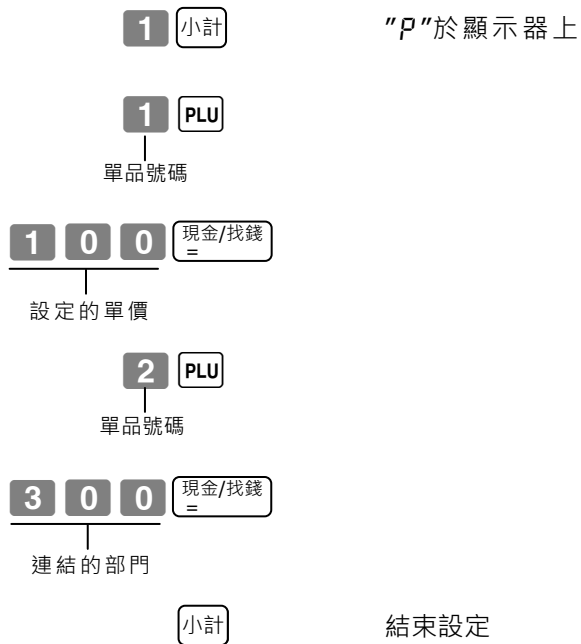 1 小計 "P"於顯示器上
1 PLU
單品號碼
1 0 0 現金/找錢 =
設定的單價
2 PLU
單品號碼
3 0 0 現金/找錢 =
連結的部門
小計 結束設定